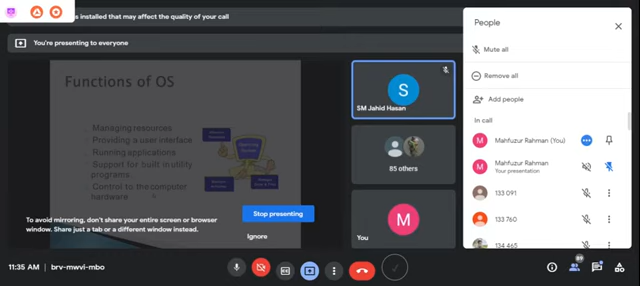 s installed that may affect the quality of your call
You're presenting to everyone
Functions of OS
Managing resources
Providing a user interface
Running applications
Support for built in utility
programs.
Control to the computer
hardware
Operating
System
To avoid mirroring, don't share your entire screen or browser
window. Share just a tab or a different window instead.
Stop presenting
Ignore
S
SM Jahid Hasan
85 others
M
You
People
Mute all
Remove all
Add people
In call
M
Mahfuzur Rahman (You)
M
Mahfuzur Rahman
Your presentation
133 091
133 760
134 465
11:35 AM
brv-mwvi-mbo